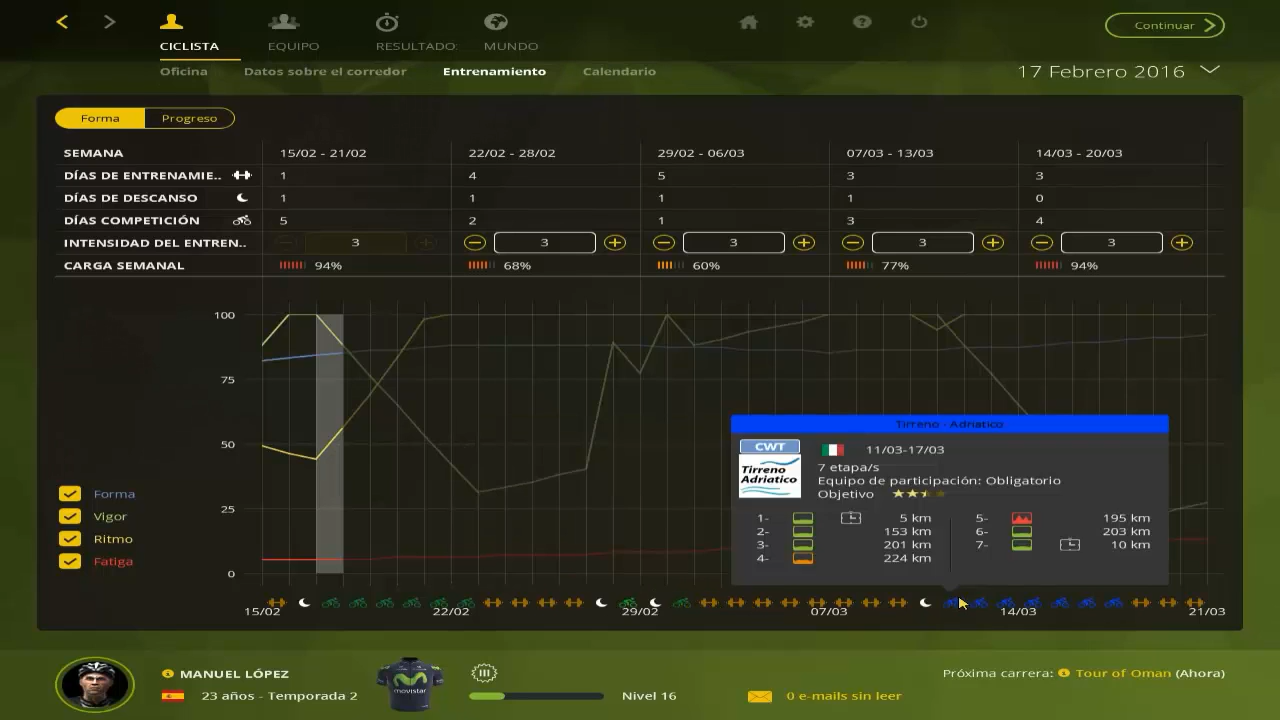 CICLISTA EQUIPO RESULTADO: MUNDO Continuar
Oficina Datos sobre el corredor Entrenamiento Calendario 17 Febrero 2016
Forma Progreso
SEMANA 15/02 - 21/02 22/02 - 28/02 29/02 - 06/03 07/03 - 13/03 14/03 - 20/03
DÍAS DE ENTRENAMIE.. 1 4 5 3 3
DÍAS DE DESCANSO 1 1 1 1 0
DÍAS COMPETICIÓN 5 2 1 3 4
INTENSIDAD DEL ENTREN.. 3 3 3 3 3
CARGA SEMANAL 94% 68% 60% 77% 94%
100
75
50
25
0
Forma
Vigor
Ritmo
Fatiga
Tirreno - Adriatico
CWT 11/03-17/03
Tirreno
Adriatico
7 etapa/s
Equipo de participación: Obligatorio
Objetivo
1- 5 km 5- 195 km
2- 153 km 6- 203 km
3- 201 km 7- 10 km
4- 224 km
15/02 22/02 29/02 07/03 14/03 21/03
MANUEL LÓPEZ III Próxima carrera: Tour of Oman (Ahora)
movistar
23 años - Temporada 2 Nivel 16 0 e-mails sin leer